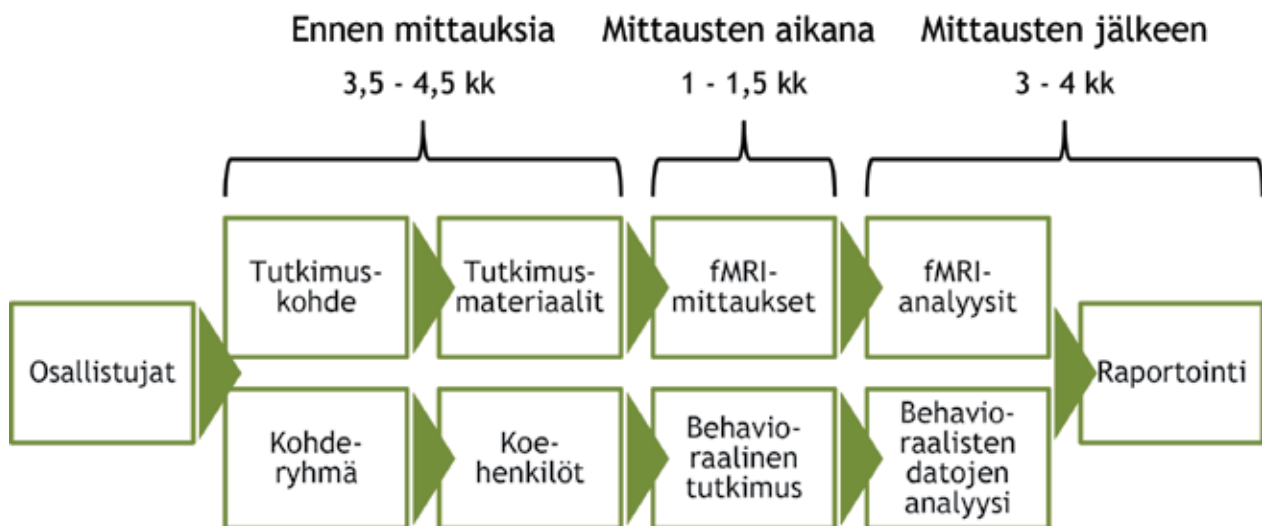 Ennen mittauksia
3,5 - 4,5 kk
Mittausten aikana
1 - 1,5 kk
Mittausten jälkeen
3 - 4 kk
Osallistujat
Tutkimus-
kohde
Tutkimus-
materiaalit
fMRI-
mittaukset
fMRI-
analyysit
Kohde-
ryhmä
Koe-
henkilöt
Behavio-
raalinen
tutkimus
Behavio-
raalisten
datojen
analyysi
Raportointi